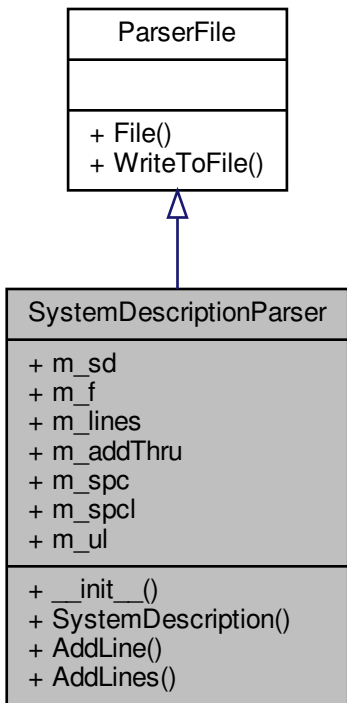 ParserFile
+ File()
+ WriteToFile()
SystemDescriptionParser
+ m_sd
+ m_f
+ m_lines
+ m_addThru
+ m_spc
+ m_spcl
+ m_ul
+ __init__()
+ SystemDescription()
+ AddLine()
+ AddLines()